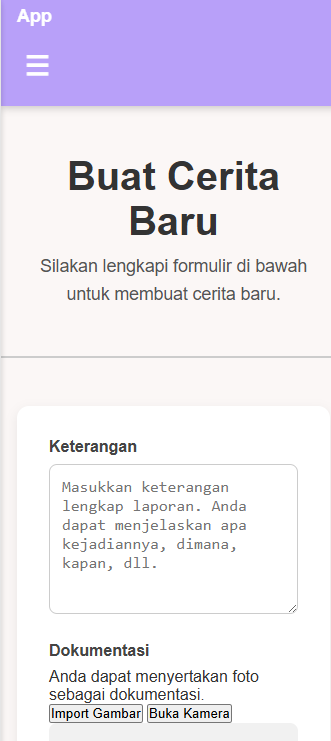 App
Buat Cerita
Baru
Silakan lengkapi formulir di bawah
untuk membuat cerita baru.
Keterangan
Masukkan keterangan
lengkap laporan. Anda
dapat menjelaskan apa
kejadiannya, dimana,
kapan, dll.
Dokumentasi
Anda dapat menyertakan foto
sebagai dokumentasi.
Import Gambar Buka Kamera